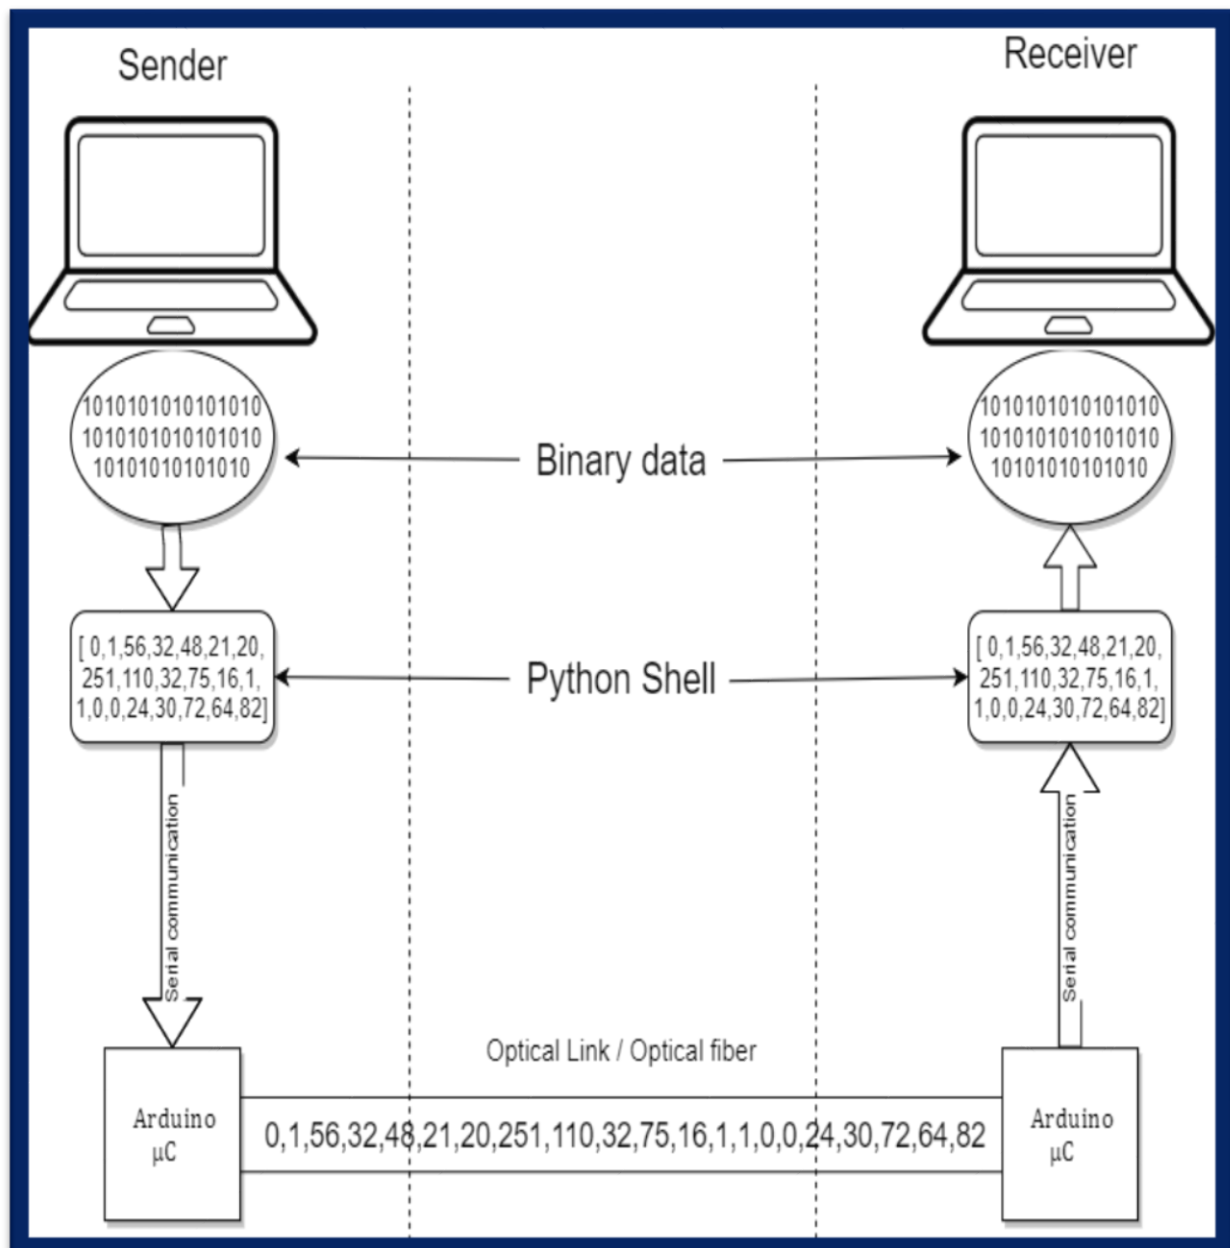 Sender
Receiver
1010101010101010
1010101010101010
10101010101010
Binary data
1010101010101010
1010101010101010
10101010101010
[ 0,1,56,32,48,21,20,
251,110,32,75,16,1,
1,0,0,24,30,72,64,82]
Python Shell
[ 0,1,56,32,48,21,20,
251,110,32,75,16,1,
1,0,0,24,30,72,64,82]
Serial communication
Serial communication
Optical Link / Optical fiber
Arduino
μC
0,1,56,32,48,21,20,251,110,32,75,16,1,1,0,0,24,30,72,64,82
Arduino
μC